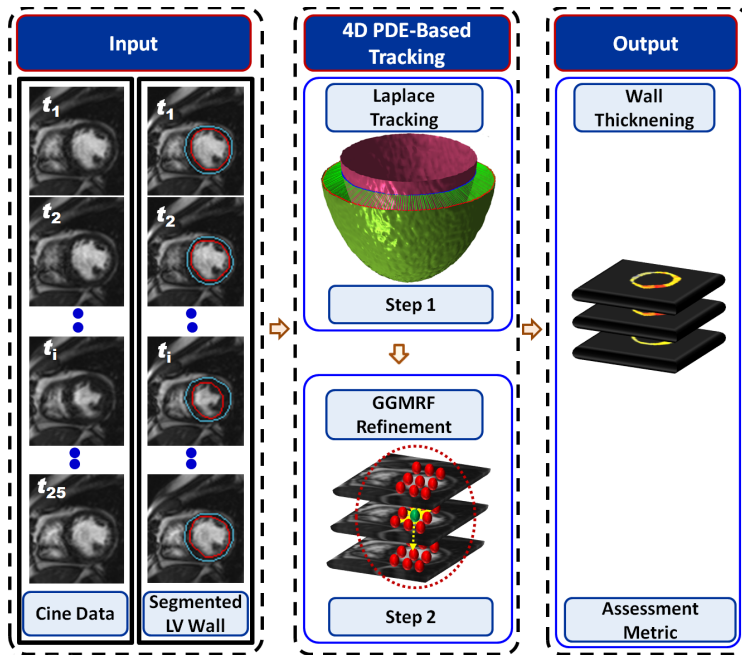 Input
t1
t1
t2
t2
ti
ti
t25
Cine Data
Segmented
LV Wall
4D PDE-Based
Tracking
Laplace
Tracking
Step 1
GGMRF
Refinement
Step 2
Output
Wall
Thicknening
Assessment
Metric